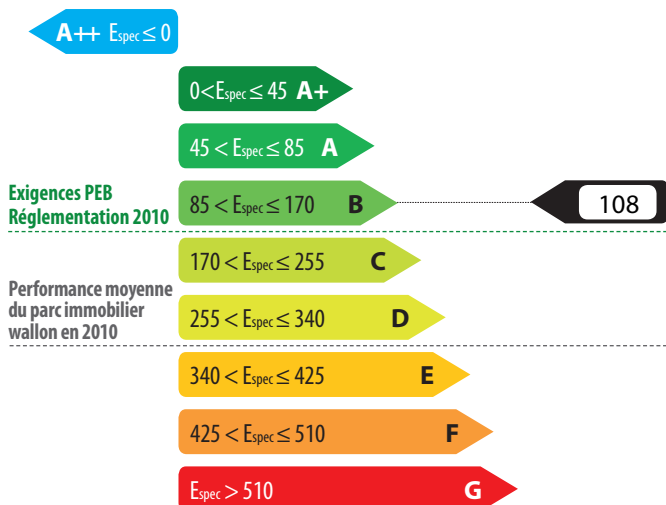 A++ Espec ≤ 0
0<Espec ≤ 45 A+
45 < Espec ≤ 85 A
Exigences PEB
Réglementation 2010
85 < Espec ≤ 170 B
108
170 < Espec ≤ 255 C
Performance moyenne
du parc immobilier
wallon en 2010
255 < Espec ≤ 340 D
340 < Espec ≤ 425 E
425 < Espec ≤ 510 F
Espec > 510 G